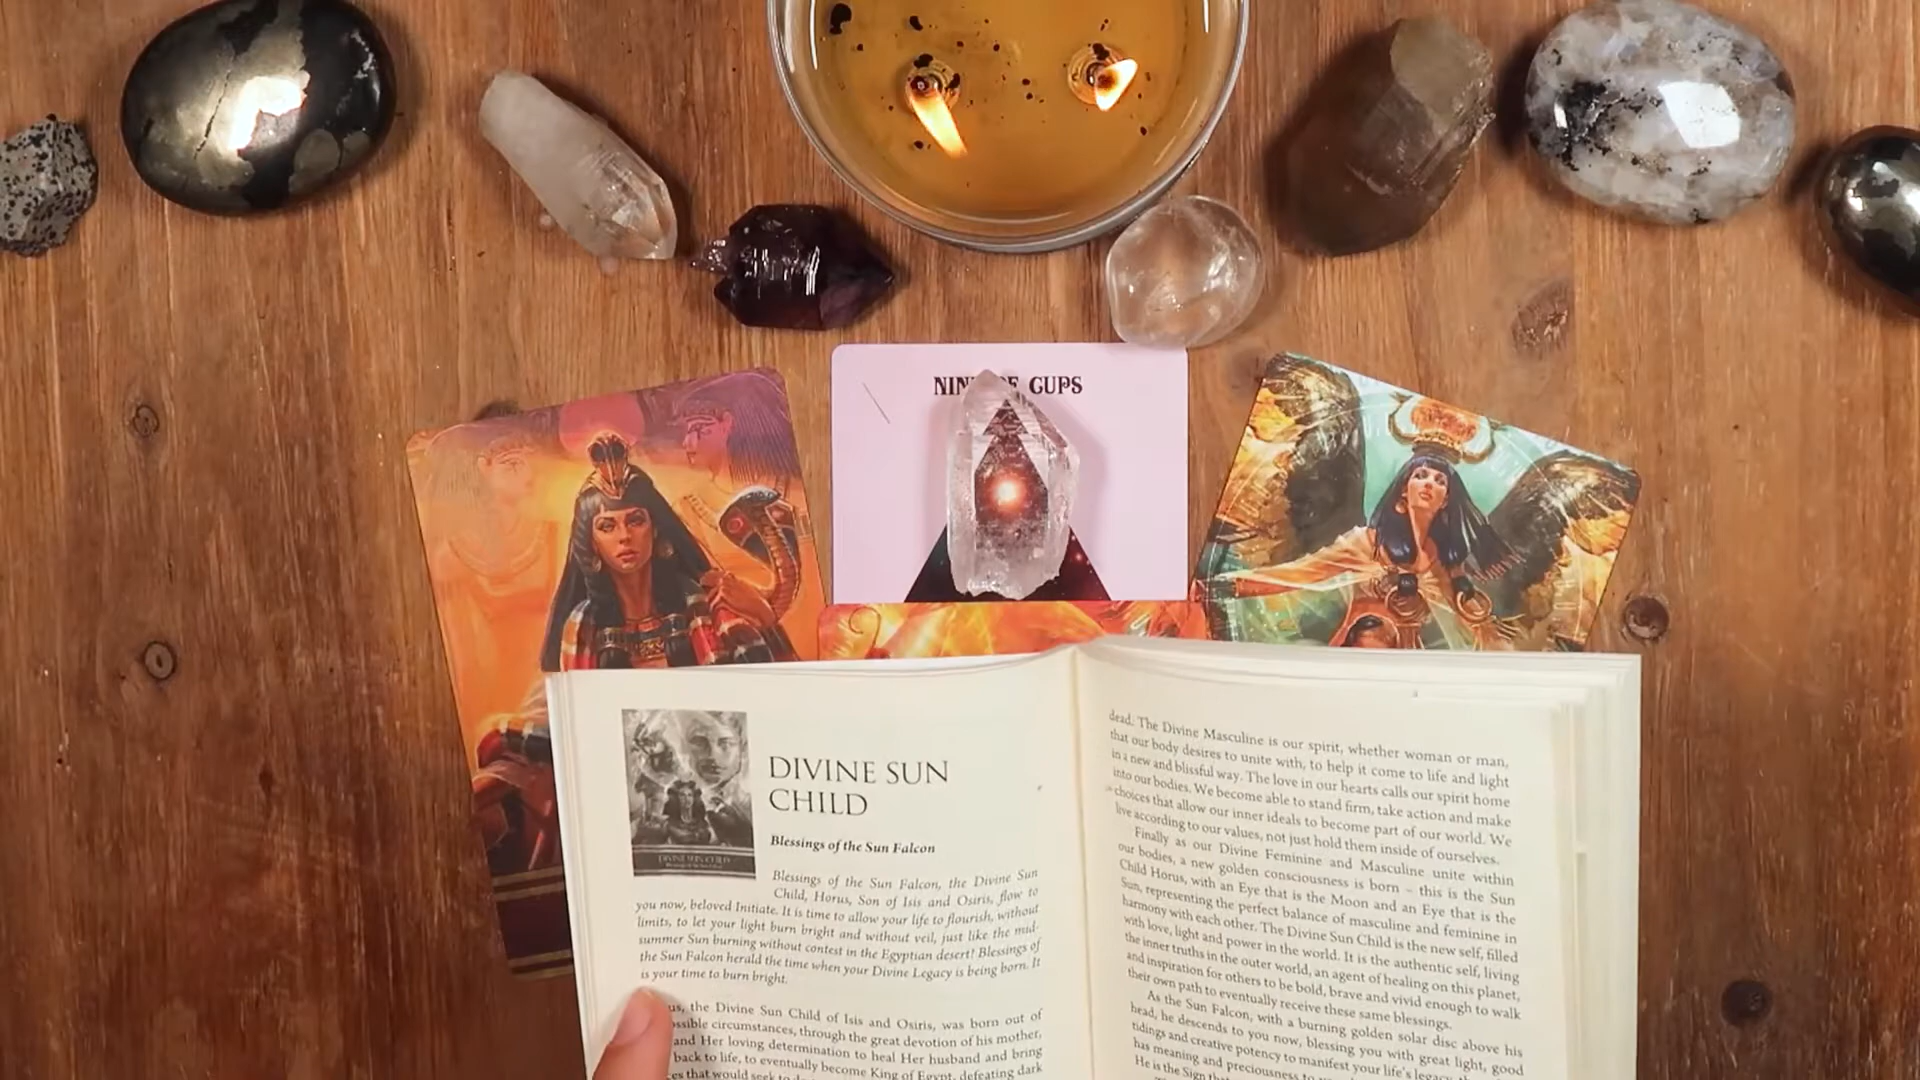 NINE OF CUPS
DIVINE SUN
CHILD
Blessings of the Sun Falcon
Blessings of the Sun Falcon, the Divine Sun
Child, Horus, Son of Isis and Osiris, flow to
you now, beloved Initiate. It is time to allow your life to flourish, without
limits, to let your light burn bright and without veil, just like the mid-
summer Sun burning without contest in the Egyptian desert! Blessings of
the Sun Falcon herald the time when your Divine Legacy is being born. It
is your time to burn bright.
the Divine Sun Child of Isis and Osiris, was born out of
circumstances, through the great devotion of his mother,
and Her loving determination to heal Her husband and bring
back to life, to eventually become King of Egypt, defeating dark
that would seek to
dead. The Divine Masculine is our spirit, whether woman or man,
that our body desires to unite with, to help it come to life and light
in a new and blissful way. The love in our hearts calls our spirit home
into our bodies. We become able to stand firm, take action and make
choices that allow our inner ideals to become part of our world. We
live according to our values, not just hold them inside of ourselves.
Finally as our Divine Feminine and Masculine unite within
our bodies, a new golden consciousness is born – this is the Sun
Child Horus, with an Eye that is the Moon and an Eye that is the
Sun, representing the perfect balance of masculine and feminine in
harmony with each other. The Divine Sun Child is the new self, filled
with love, light and power in the world. It is the authentic self, living
the inner truths in the outer world, an agent of healing on this planet,
and inspiration for others to be bold, brave and vivid enough to walk
their own path to eventually receive these same blessings.
As the Sun Falcon, with a burning golden solar disc above his
head, he descends to you now, blessing you with great light, good
tidings and creative potency to manifest your life's legacy
has meaning and preciousness to
He is the Sign